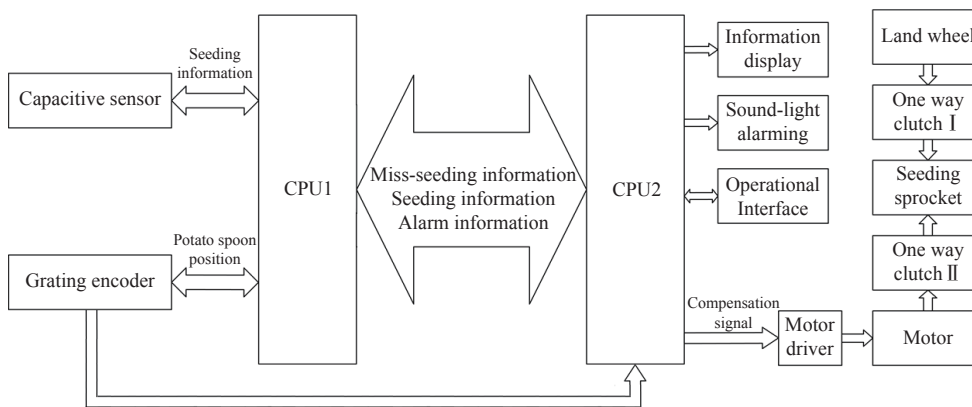 Seeding
information
Capacitive sensor
Potato spoon
position
Grating encoder
CPU1
Miss-seeding information
Seeding information
Alarm information
CPU2
Information
display
Sound-light
alarming
Operational
Interface
Compensation
signal
Motor
driver
Land wheel
One way
clutch Ⅰ
Seeding
sprocket
One way
clutch Ⅱ
Motor